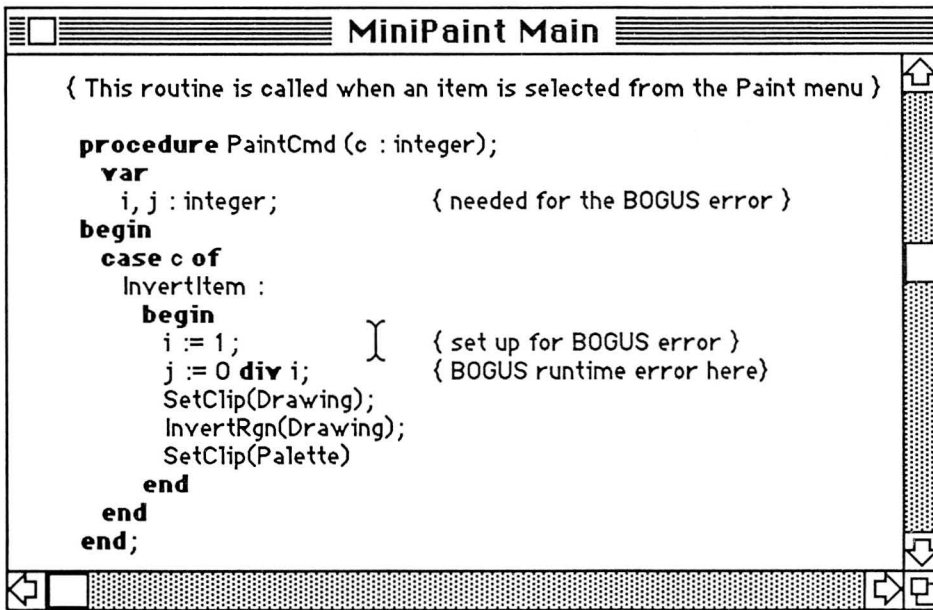 MiniPaint Main
{ This routine is called when an item is selected from the Paint menu }
procedure PaintCmd (c : integer);
var
i, j : integer; { needed for the BOGUS error }
begin
case c of
InvertItem :
begin
i := 1; { set up for BOGUS error }
j := 0 div i; { BOGUS runtime error here}
SetClip(Drawing);
InvertRgn(Drawing);
SetClip(Palette)
end
end
end;